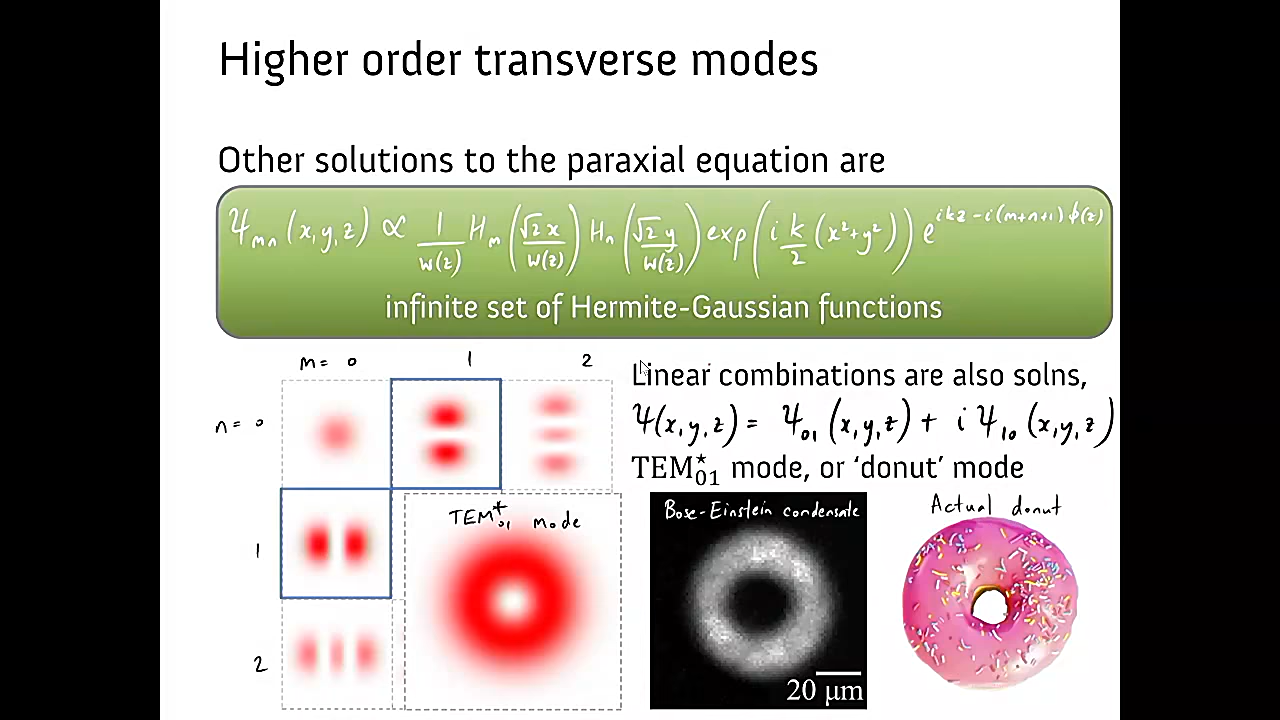 Higher order transverse modes
Other solutions to the paraxial equation are
Ψₘₙ(x,y,z) ∝ 1/w(z) Hₘ(√2x/w(z)) Hₙ(√2y/w(z)) exp(i k/2 (x²+y²)) e^{ikz-i(m+n+1)ϕ(z)}
infinite set of Hermite-Gaussian functions
m= 0 1 2
n= 0
1
2
Linear combinations are also solns,
Ψ(x,y,z) = Ψ₀₁(x,y,z) + i Ψ₁₀(x,y,z)
TEM*₀₁ mode, or ‘donut’ mode
TEM*₀₁ mode
Bose-Einstein condensate
20 µm
Actual donut